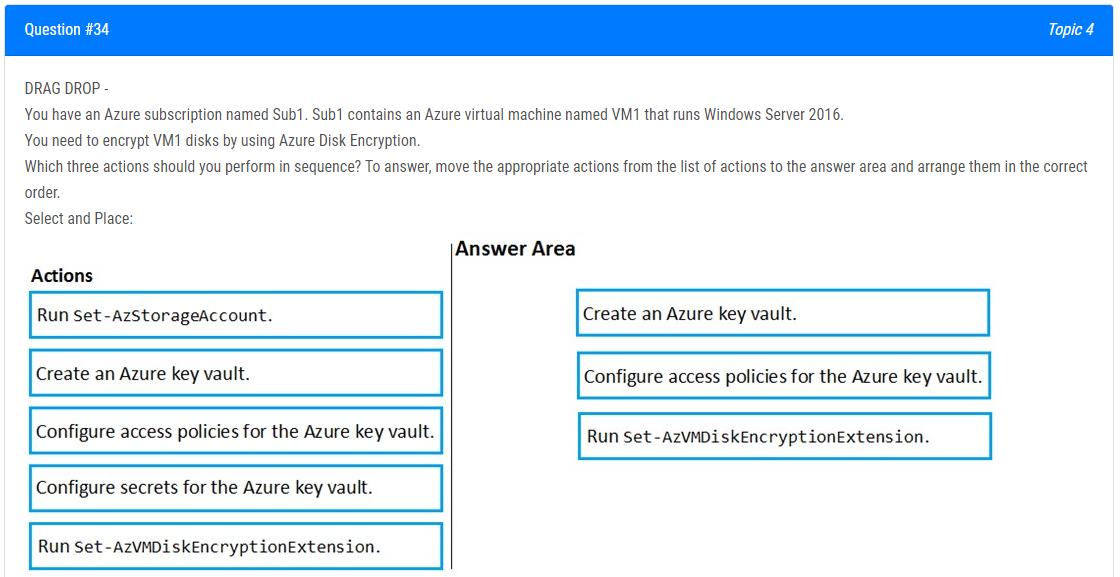 Question #34
Topic 4
DRAG DROP -
You have an Azure subscription named Sub1. Sub1 contains an Azure virtual machine named VM1 that runs Windows Server 2016.
You need to encrypt VM1 disks by using Azure Disk Encryption.
Which three actions should you perform in sequence? To answer, move the appropriate actions from the list of actions to the answer area and arrange them in the correct
order.
Select and Place:
Actions
Run Set-AzStorageAccount.
Create an Azure key vault.
Configure access policies for the Azure key vault.
Configure secrets for the Azure key vault.
Run Set-AzVMDiskEncryptionExtension.
Answer Area
Create an Azure key vault.
Configure access policies for the Azure key vault.
Run Set-AzVMDiskEncryptionExtension.